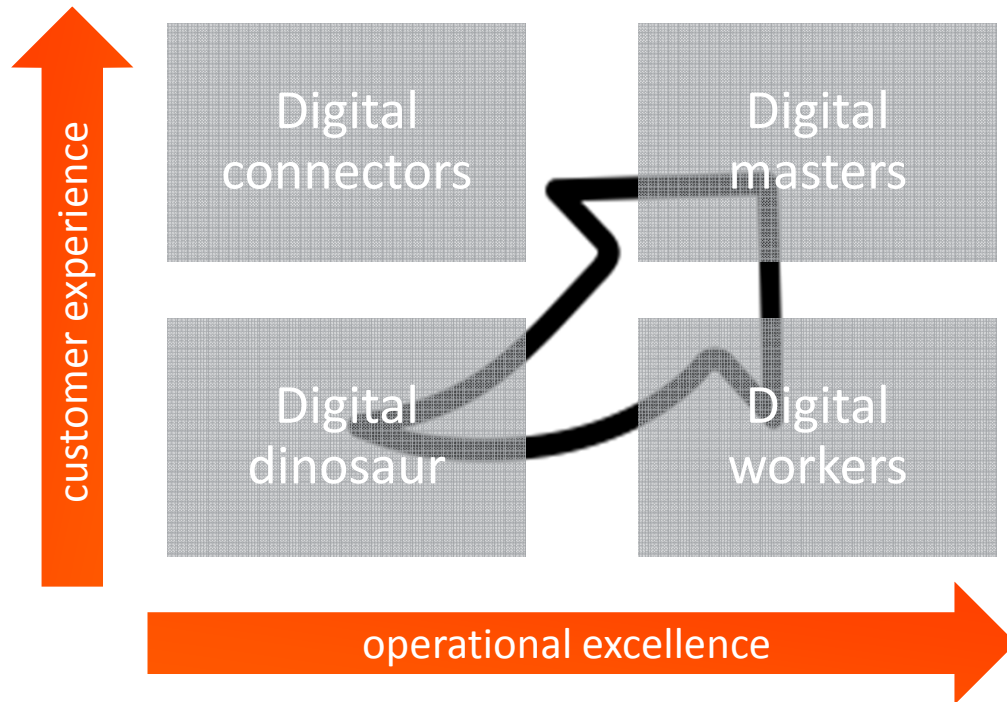 customer experience
Digital
connectors
Digital
masters
Digital
dinosaur
Digital
workers
operational excellence